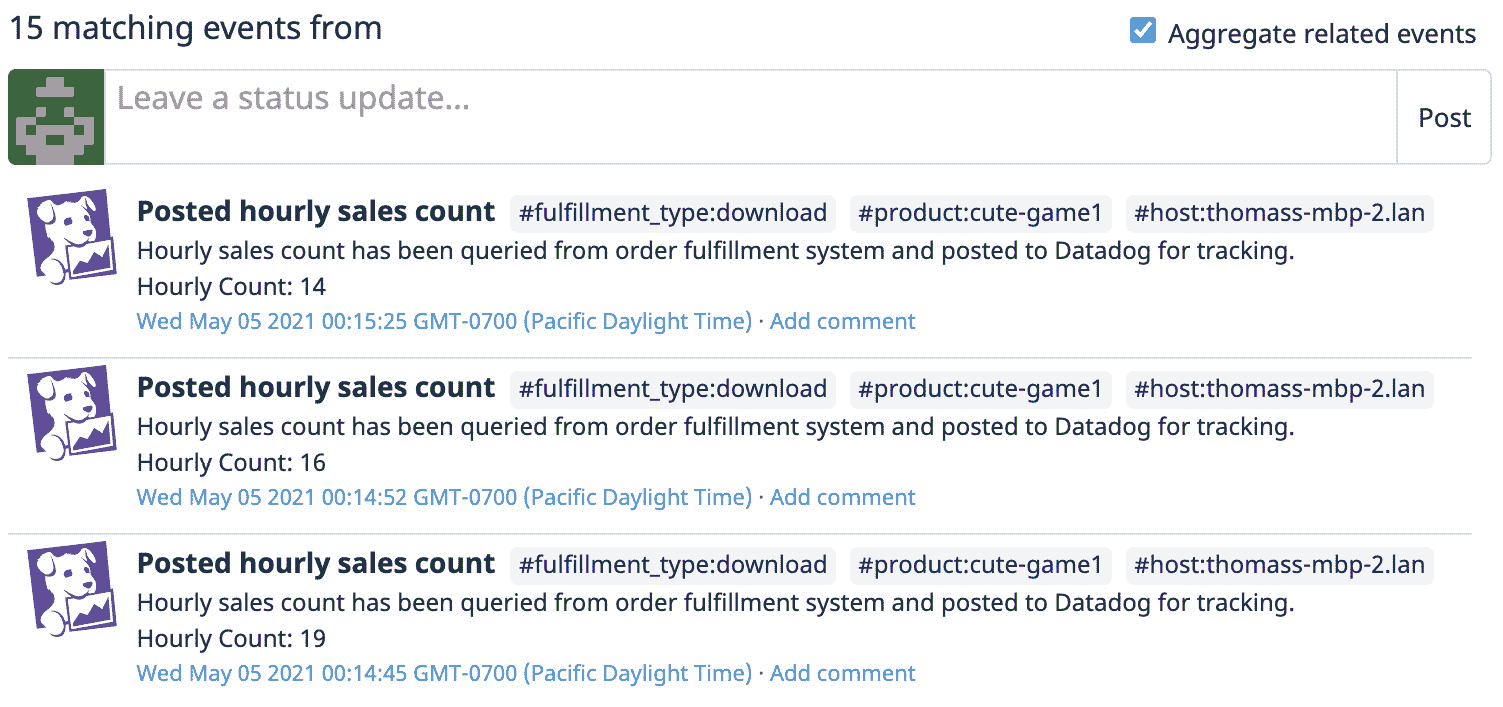 15 matching events from
Aggregate related events
Leave a status update...
Post
Posted hourly sales count #fulfillment_type:download #product:cute-game1 #host:thomass-mbp-2.lan
Hourly sales count has been queried from order fulfillment system and posted to Datadog for tracking.
Hourly Count: 14
Wed May 05 2021 00:15:25 GMT-0700 (Pacific Daylight Time) · Add comment
Posted hourly sales count #fulfillment_type:download #product:cute-game1 #host:thomass-mbp-2.lan
Hourly sales count has been queried from order fulfillment system and posted to Datadog for tracking.
Hourly Count: 16
Wed May 05 2021 00:14:52 GMT-0700 (Pacific Daylight Time) · Add comment
Posted hourly sales count #fulfillment_type:download #product:cute-game1 #host:thomass-mbp-2.lan
Hourly sales count has been queried from order fulfillment system and posted to Datadog for tracking.
Hourly Count: 19
Wed May 05 2021 00:14:45 GMT-0700 (Pacific Daylight Time) · Add comment